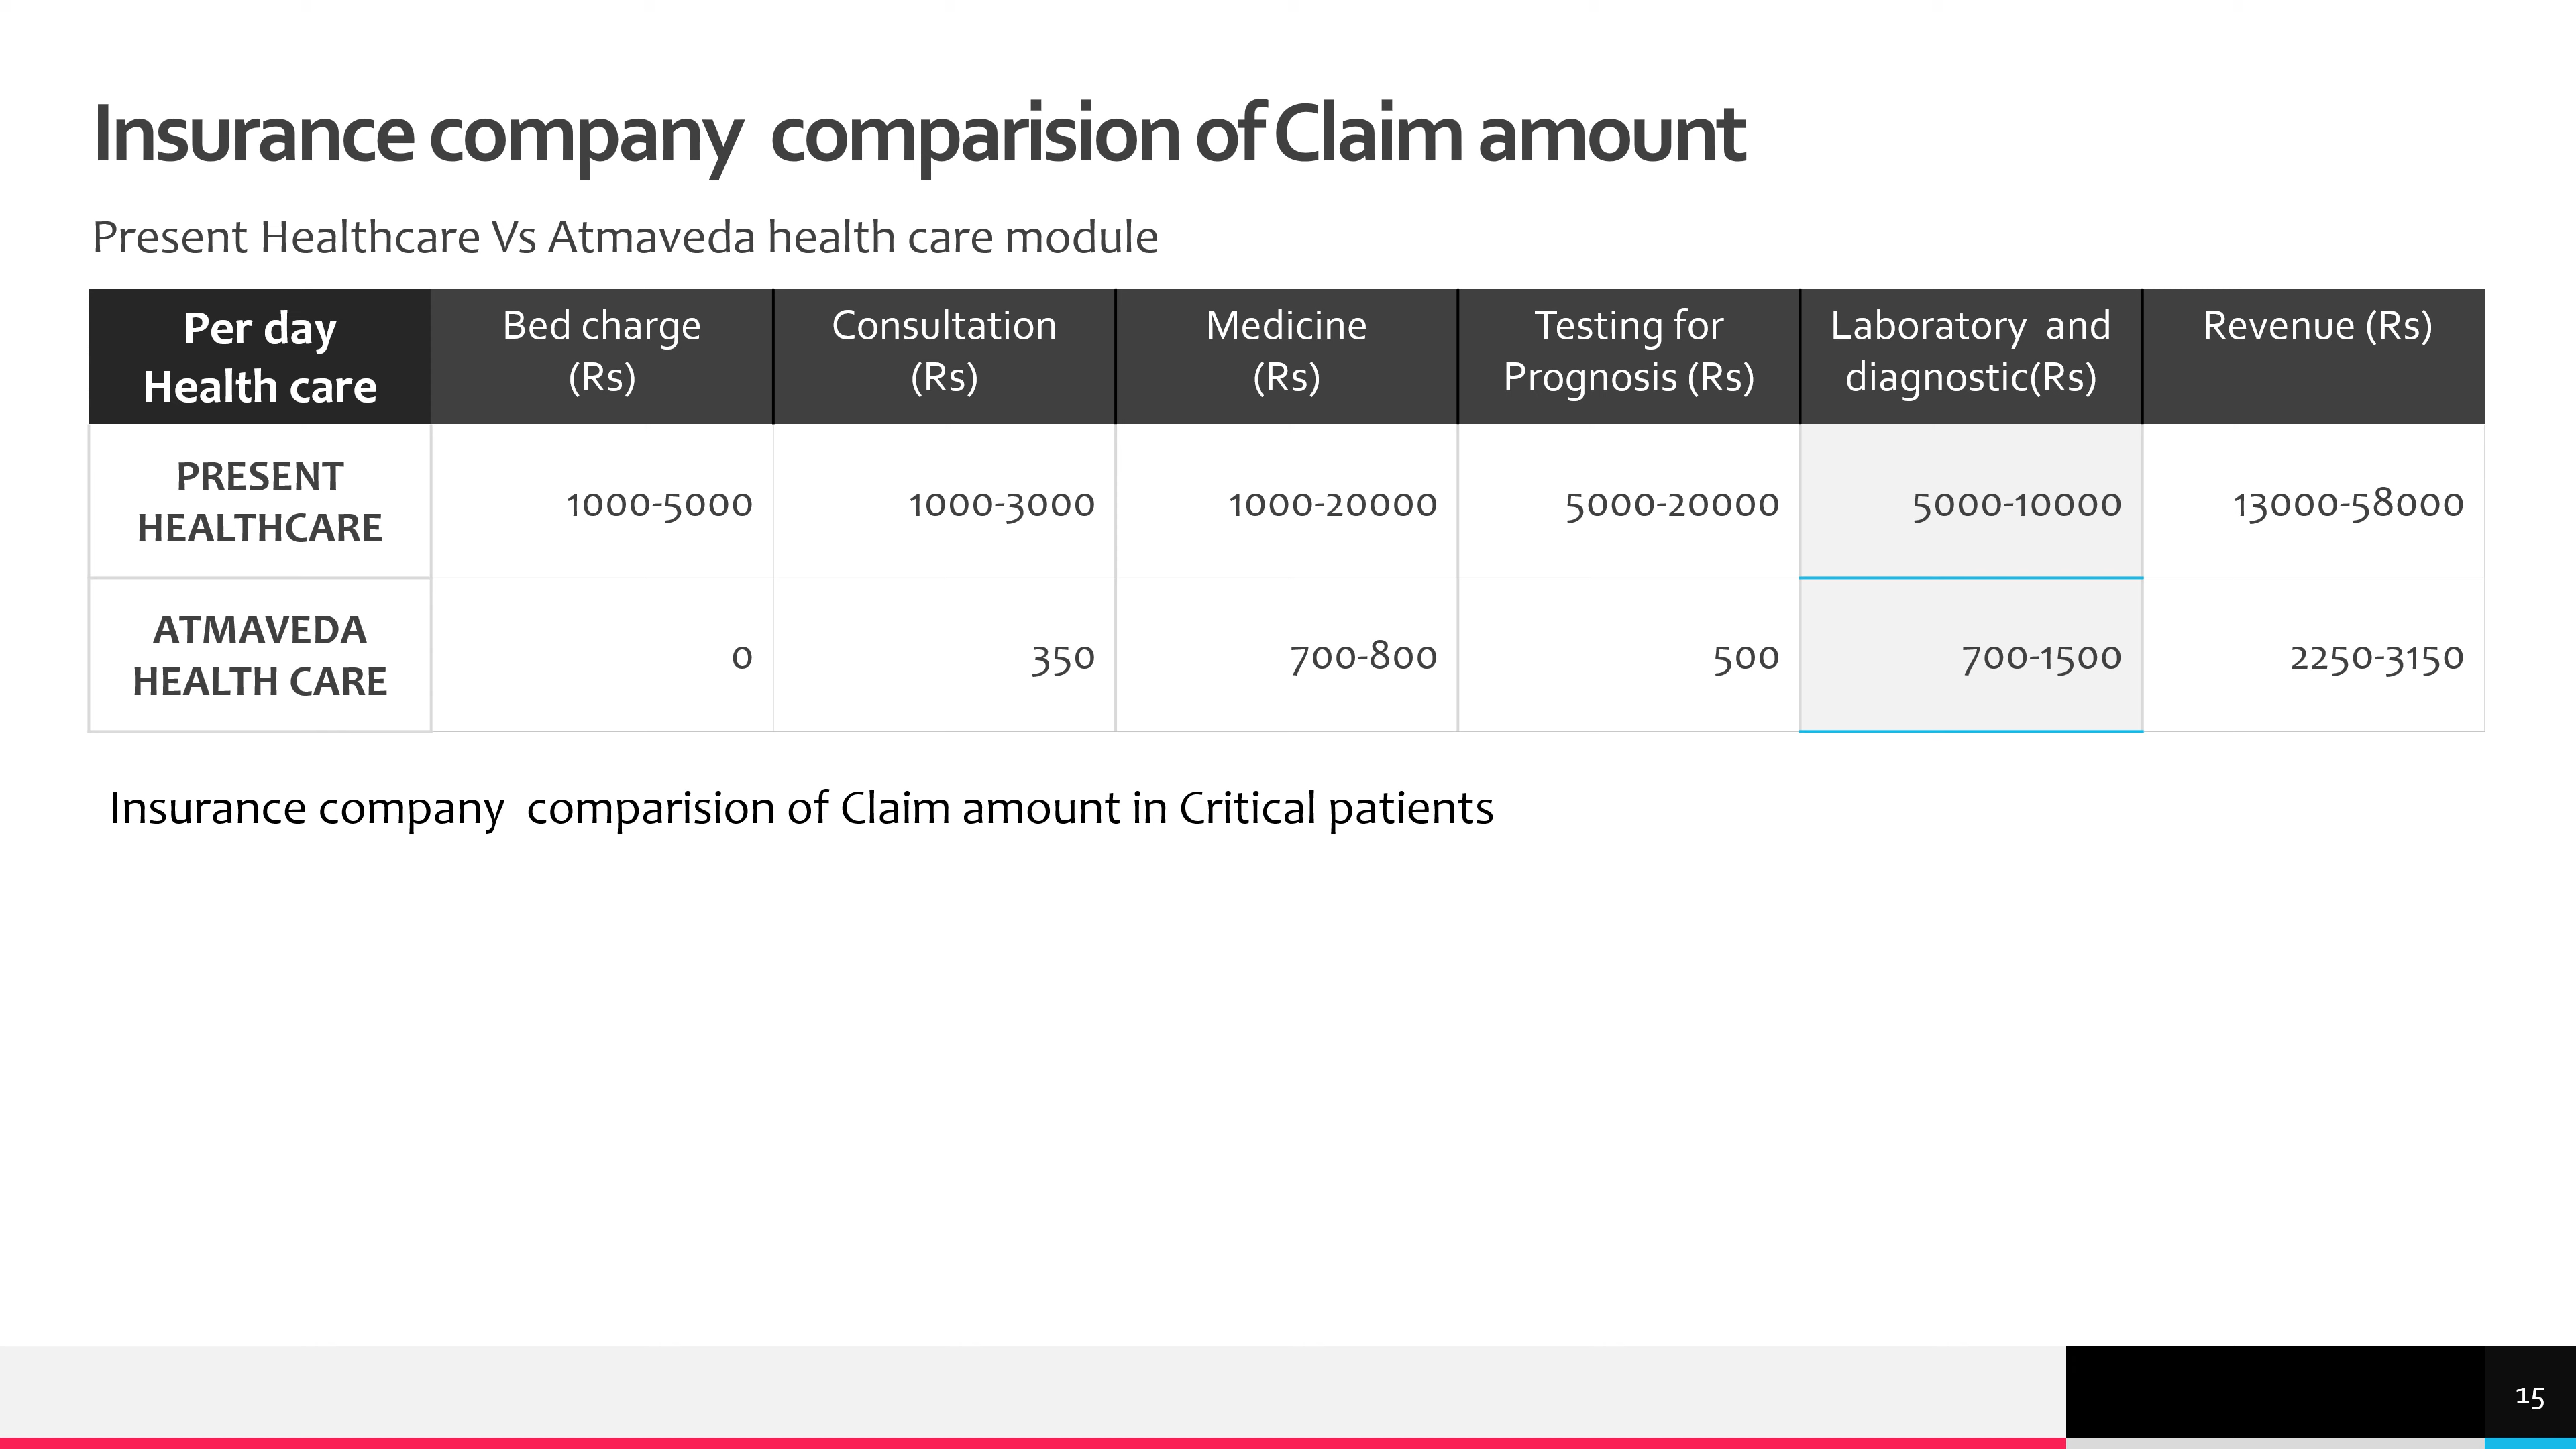 Insurance company  comparision of Claim amount
Present Healthcare Vs Atmaveda health care module
Per day
Health care
Bed charge
(Rs)
Consultation
(Rs)
Medicine
(Rs)
Testing for
Prognosis (Rs)
Laboratory  and
diagnostic(Rs)
Revenue (Rs)
PRESENT
HEALTHCARE
1000-5000
1000-3000
1000-20000
5000-20000
5000-10000
13000-58000
ATMAVEDA
HEALTH CARE
0
350
700-800
500
700-1500
2250-3150
Insurance company  comparision of Claim amount in Critical patients
15